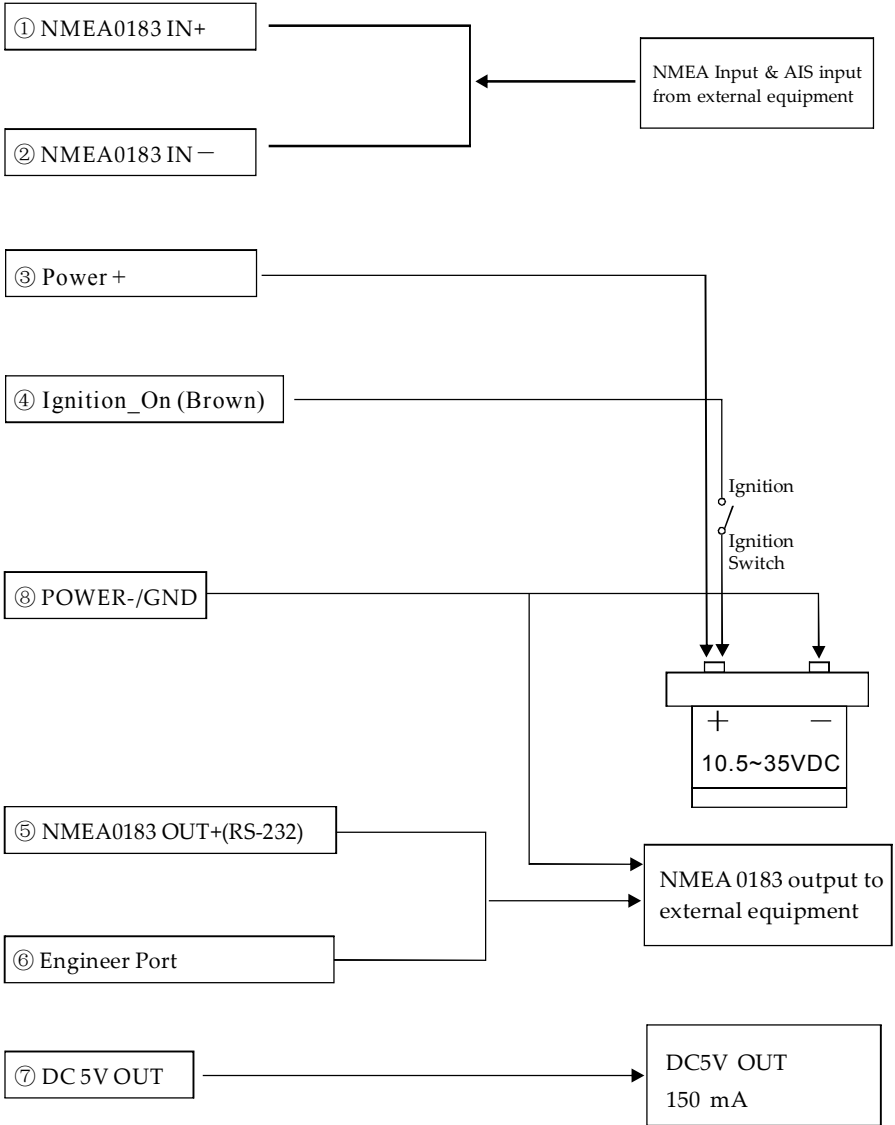 ① NMEA0183 IN+
NMEA Input & AIS input
from external equipment
② NMEA0183 IN－
③ Power +
④ Ignition_On (Brown)
Ignition
Ignition
Switch
⑧ POWER-/GND
+ －
10.5~35VDC
⑤ NMEA0183 OUT+(RS-232)
NMEA 0183 output to
external equipment
⑥ Engineer Port
⑦ DC 5V OUT
DC5V OUT
150 mA